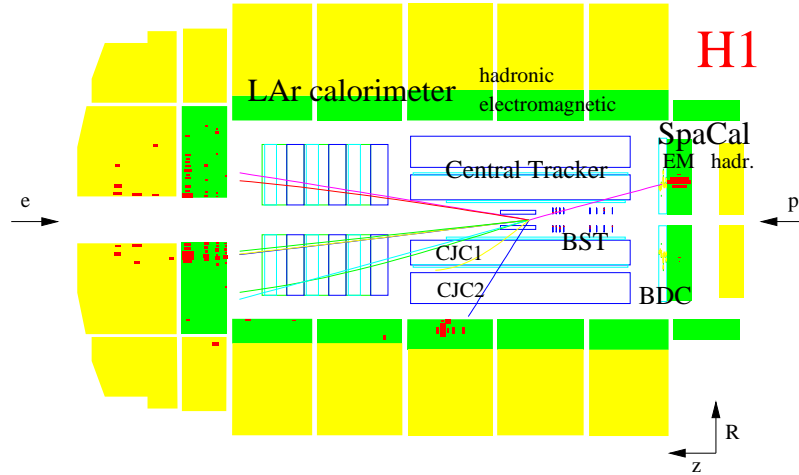 H1
LAr calorimeter
hadronic
electromagnetic
SpaCal
EM hadr.
Central Tracker
e
p
BST
CJC1
CJC2
BDC
R
z